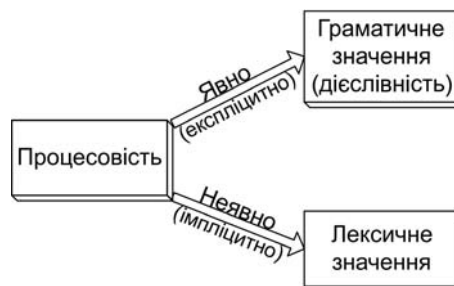 Процесовість
Явно
(експліцитно)
Граматичне
значення
(дієслівність)
Неявно
(імпліцитно)
Лексичне
значення